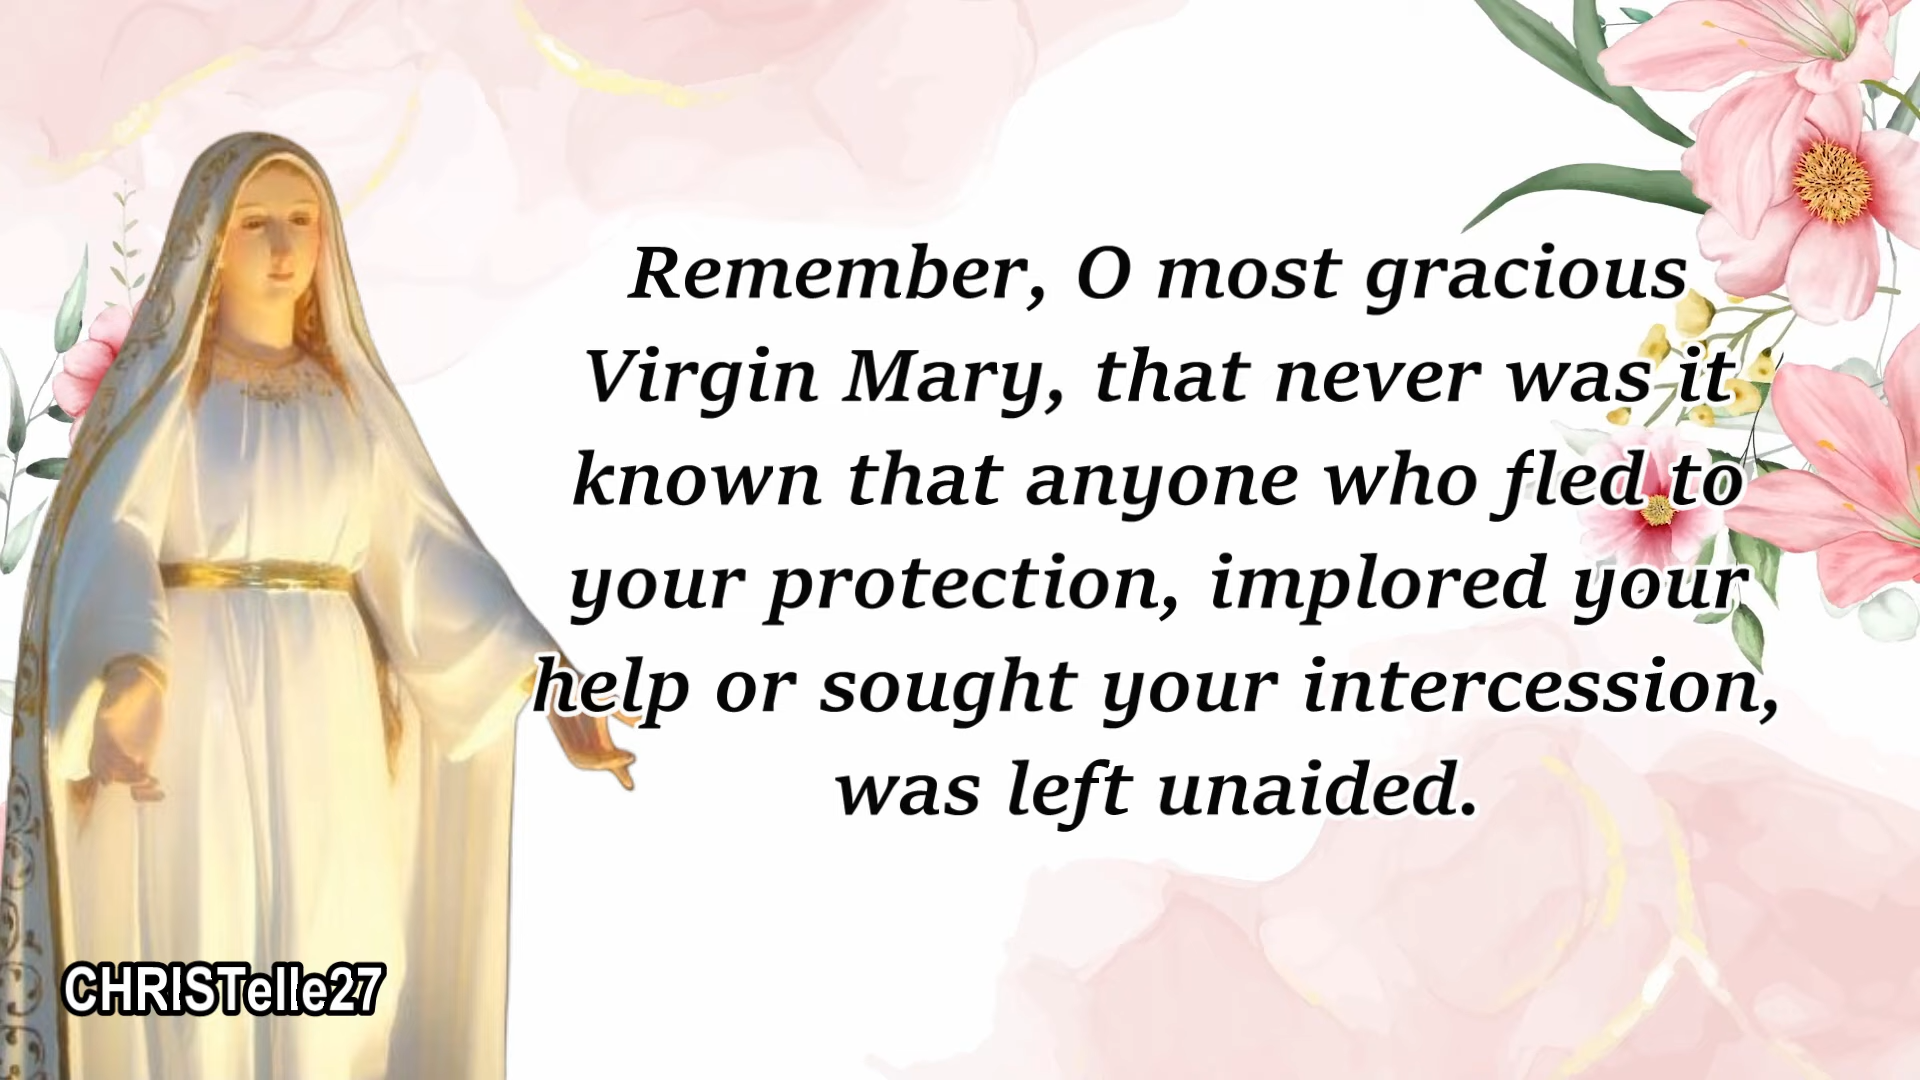 Remember, O most gracious
Virgin Mary, that never was it
known that anyone who fled to
your protection, implored your
help or sought your intercession,
was left unaided.
CHRISTelle27